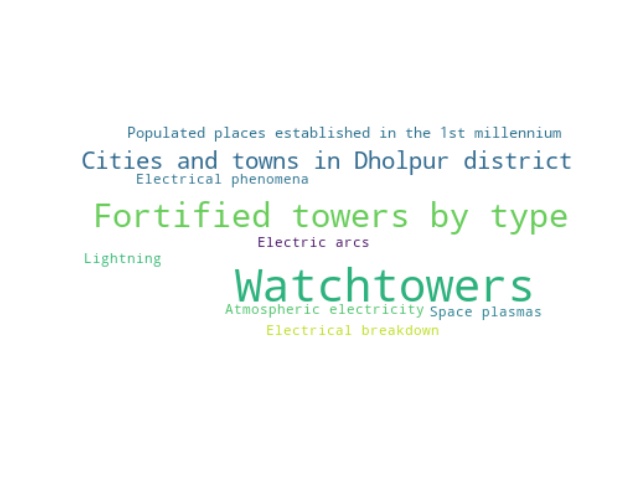 Populated places established in the 1st millennium
Cities and towns in Dholpur district
Electrical phenomena
Fortified towers by type
Electric arcs
Lightning
Watchtowers
Atmospheric electricity
Space plasmas
Electrical breakdown